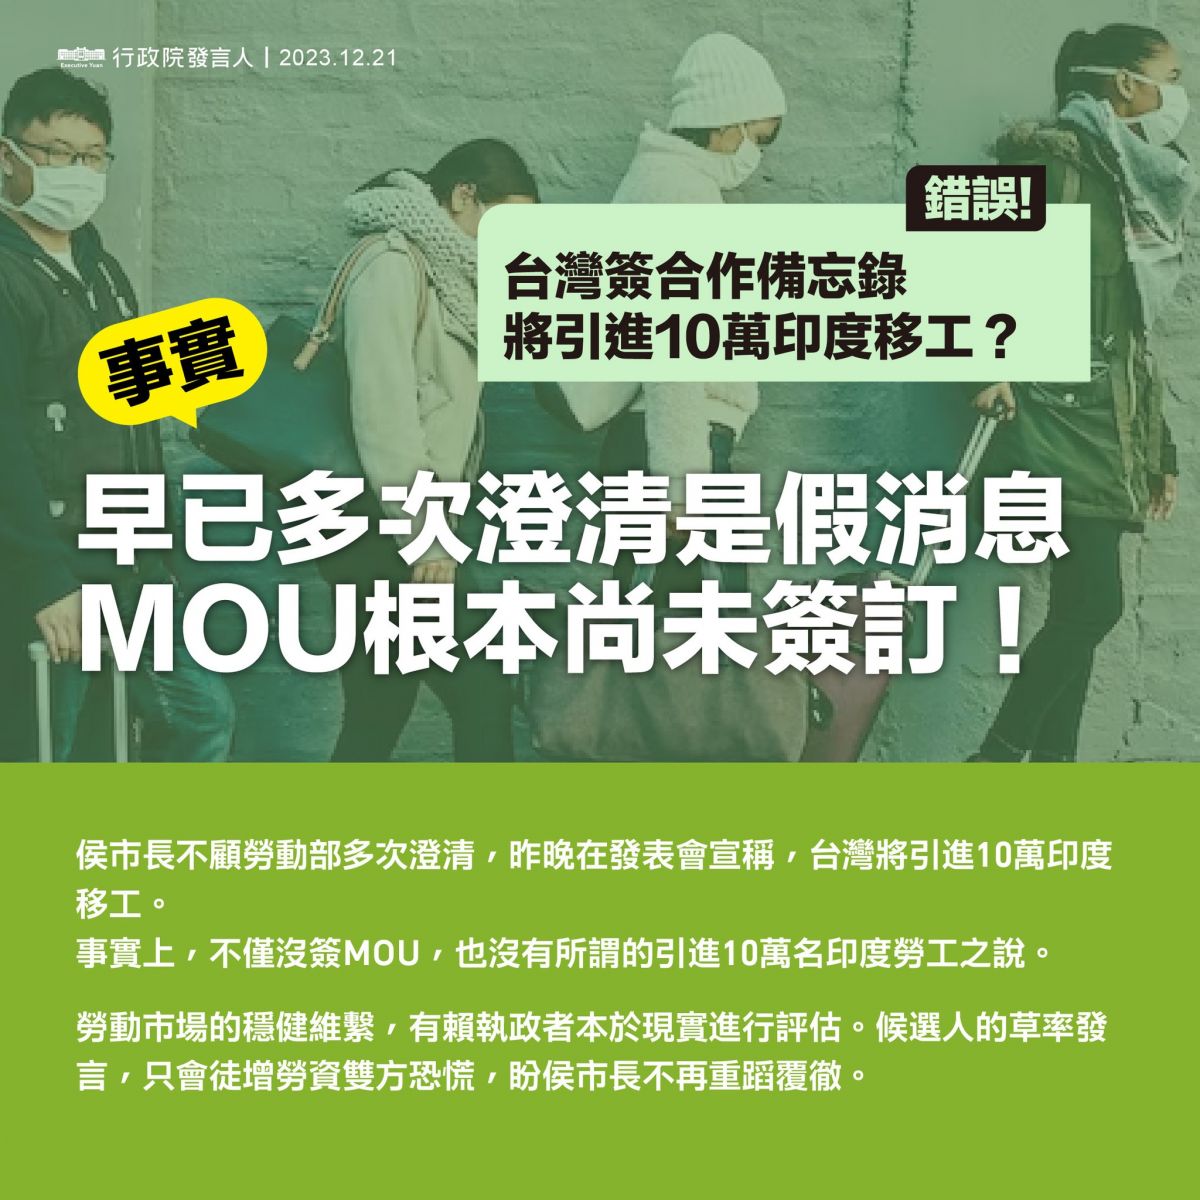 Executive Yuan
行政院發言人｜2023.12.21
錯誤!
台灣簽合作備忘錄
將引進10萬印度移工？
事實
早已多次澄清是假消息
MOU根本尚未簽訂！
侯市長不顧勞動部多次澄清，昨晚在發表會宣稱，台灣將引進10萬印度
移工。
事實上，不僅沒簽MOU，也沒有所謂的引進10萬名印度勞工之說。
勞動市場的穩健維繫，有賴執政者本於現實進行評估。候選人的草率發
言，只會徒增勞資雙方恐慌，盼侯市長不再重蹈覆徹。